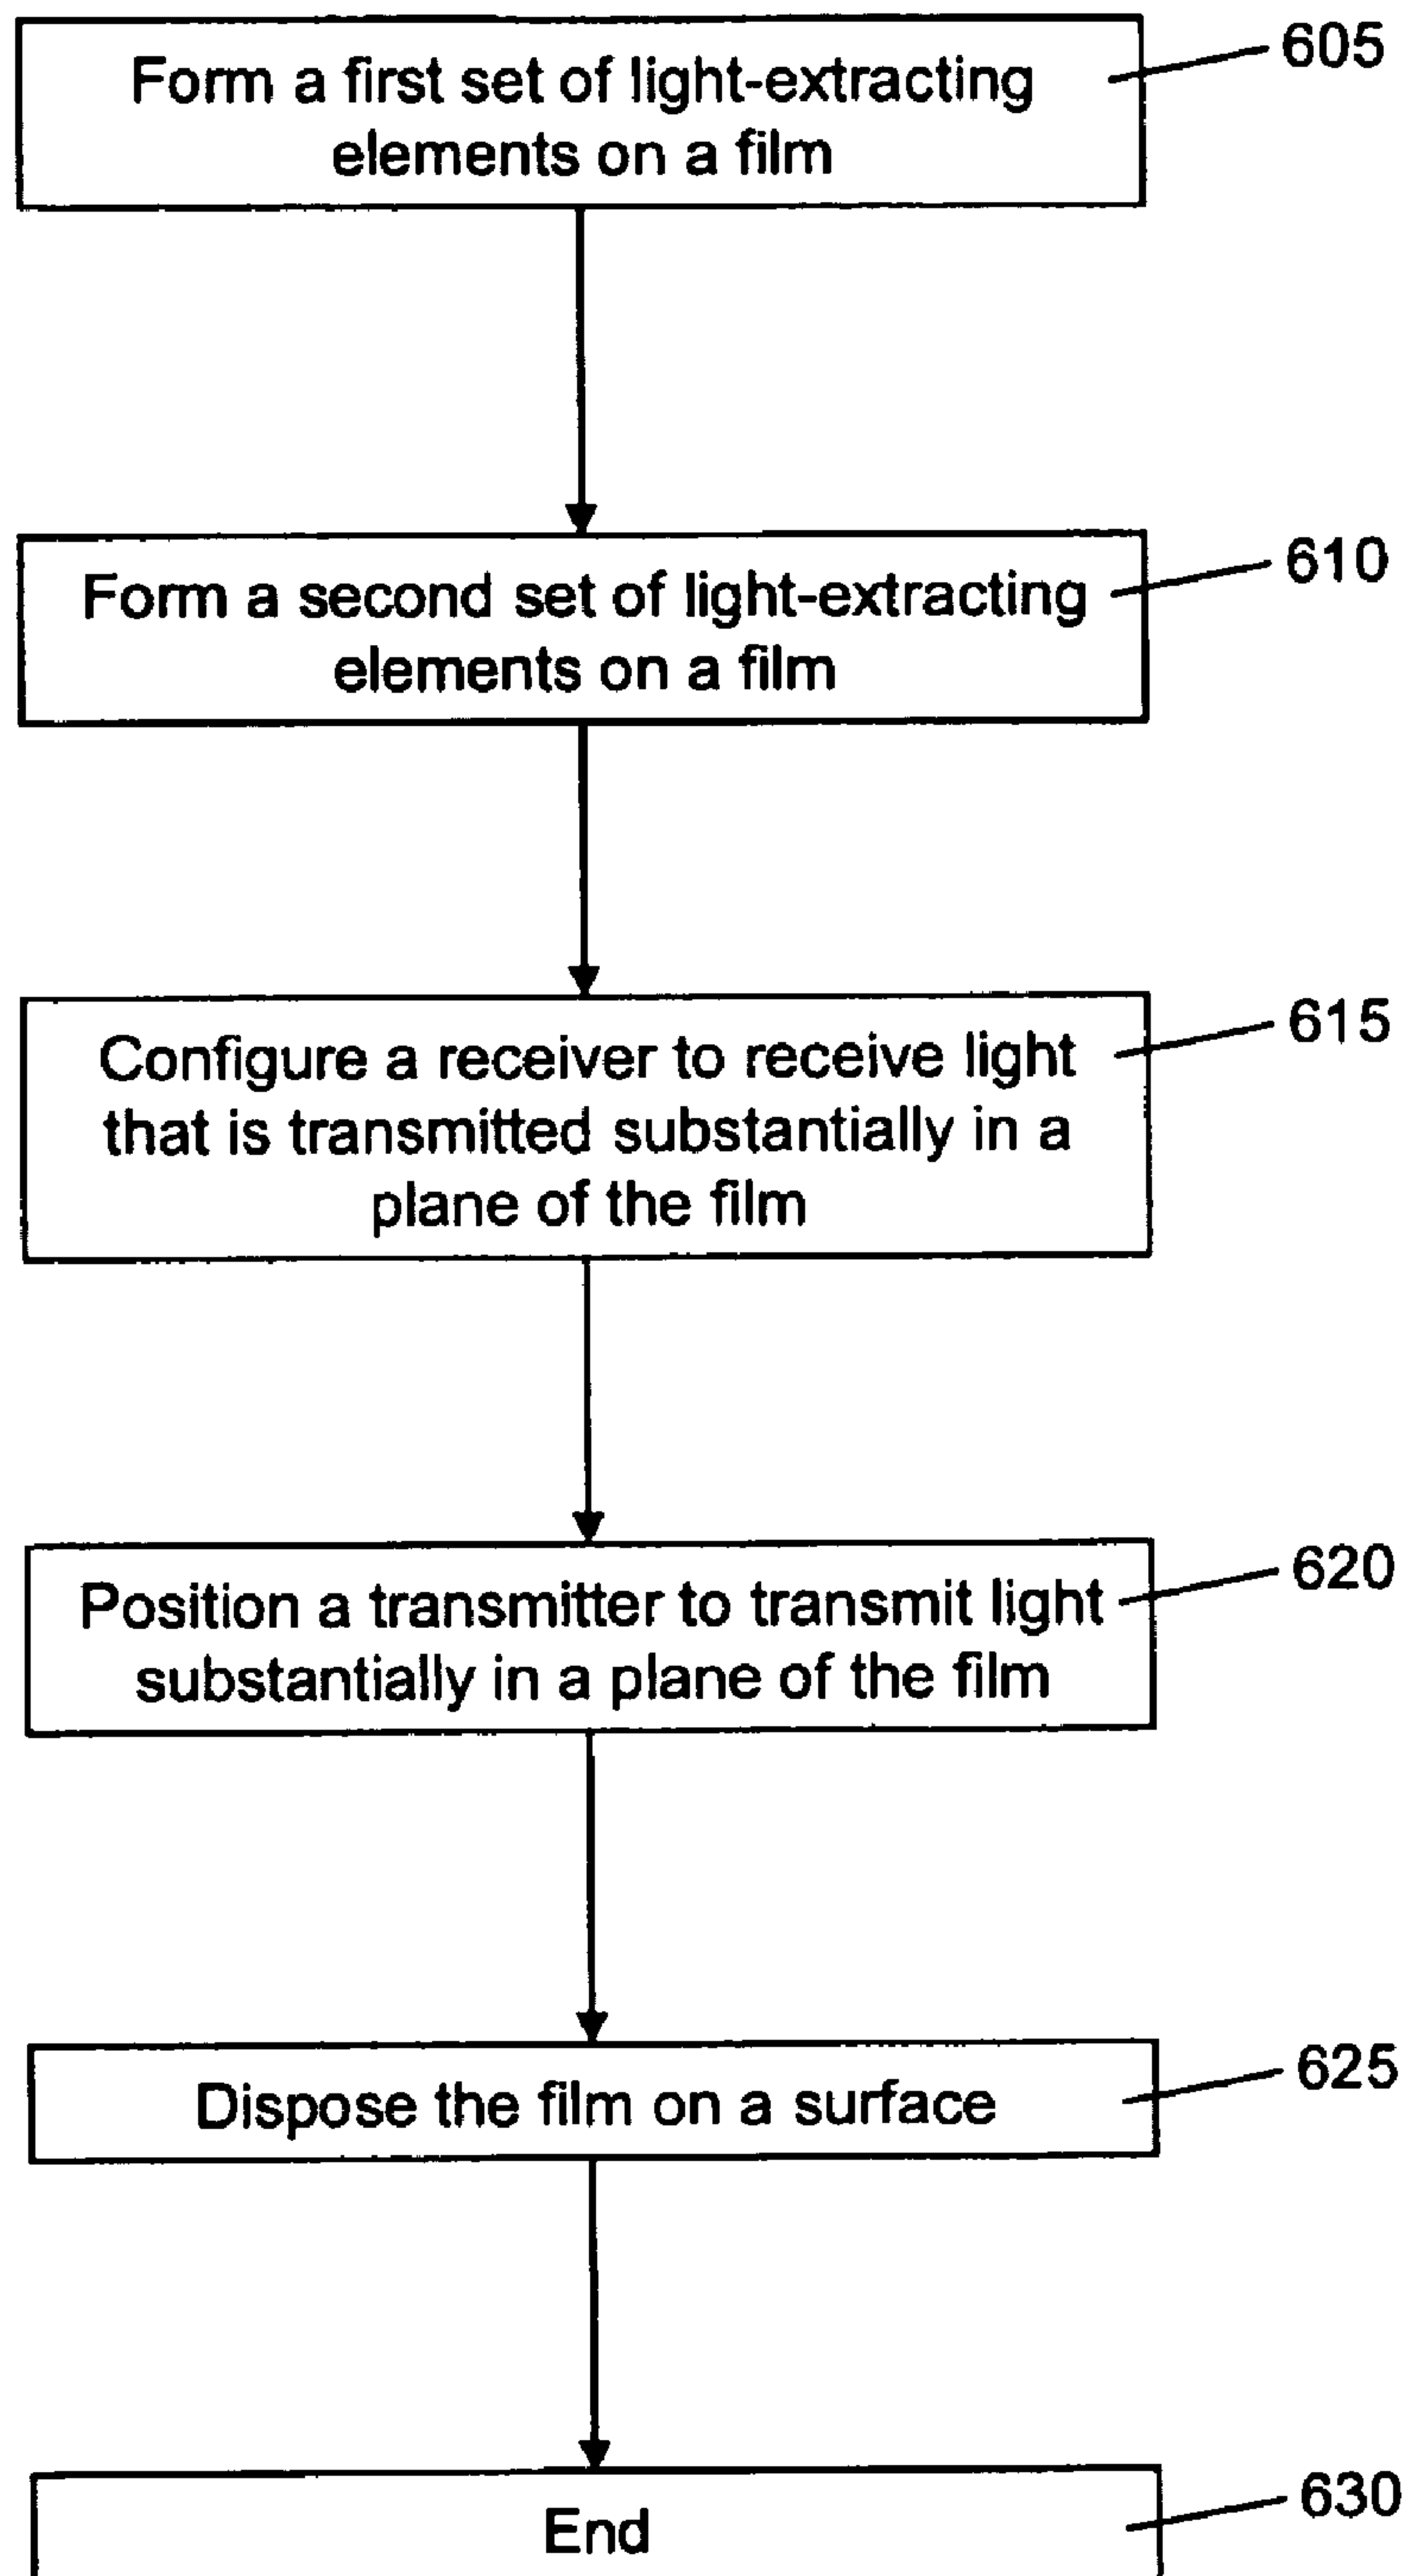 Form a first set of light-extracting
elements on a film
605
Form a second set of light-extracting
elements on a film
610
Configure a receiver to receive light
that is transmitted substantially in a
plane of the film
615
Position a transmitter to transmit light
substantially in a plane of the film
620
Dispose the film on a surface
625
End
630